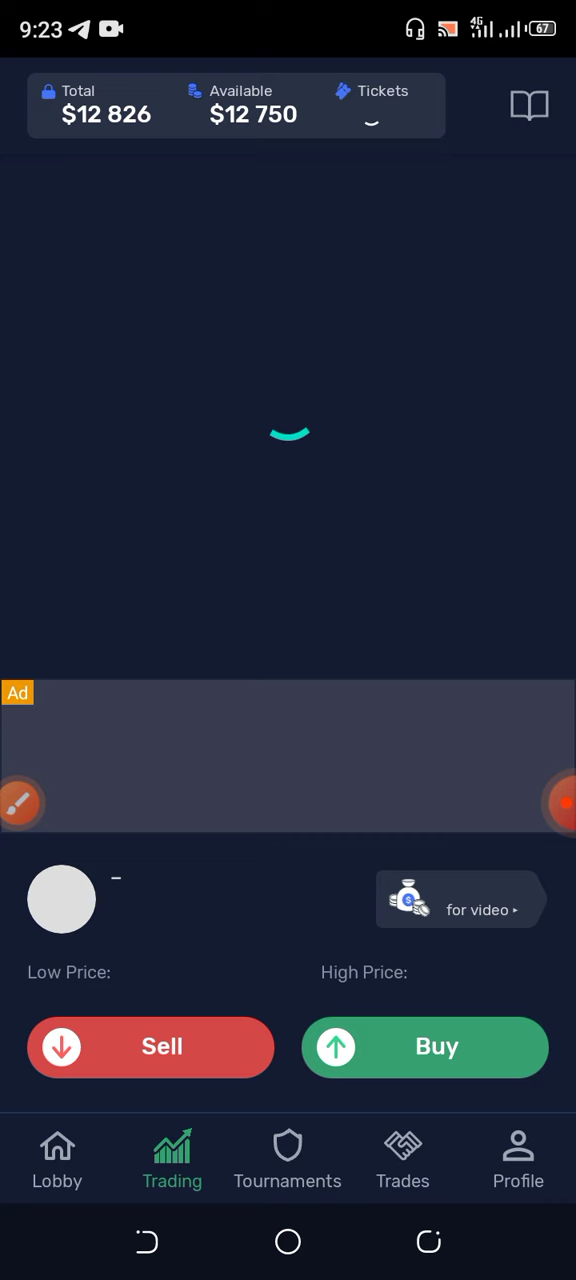 9:23
4G
67
Total
Available
Tickets
$12 826
$12 750
Ad
–
for video ▸
Low Price:
High Price:
Sell
Buy
Lobby
Trading
Tournaments
Trades
Profile